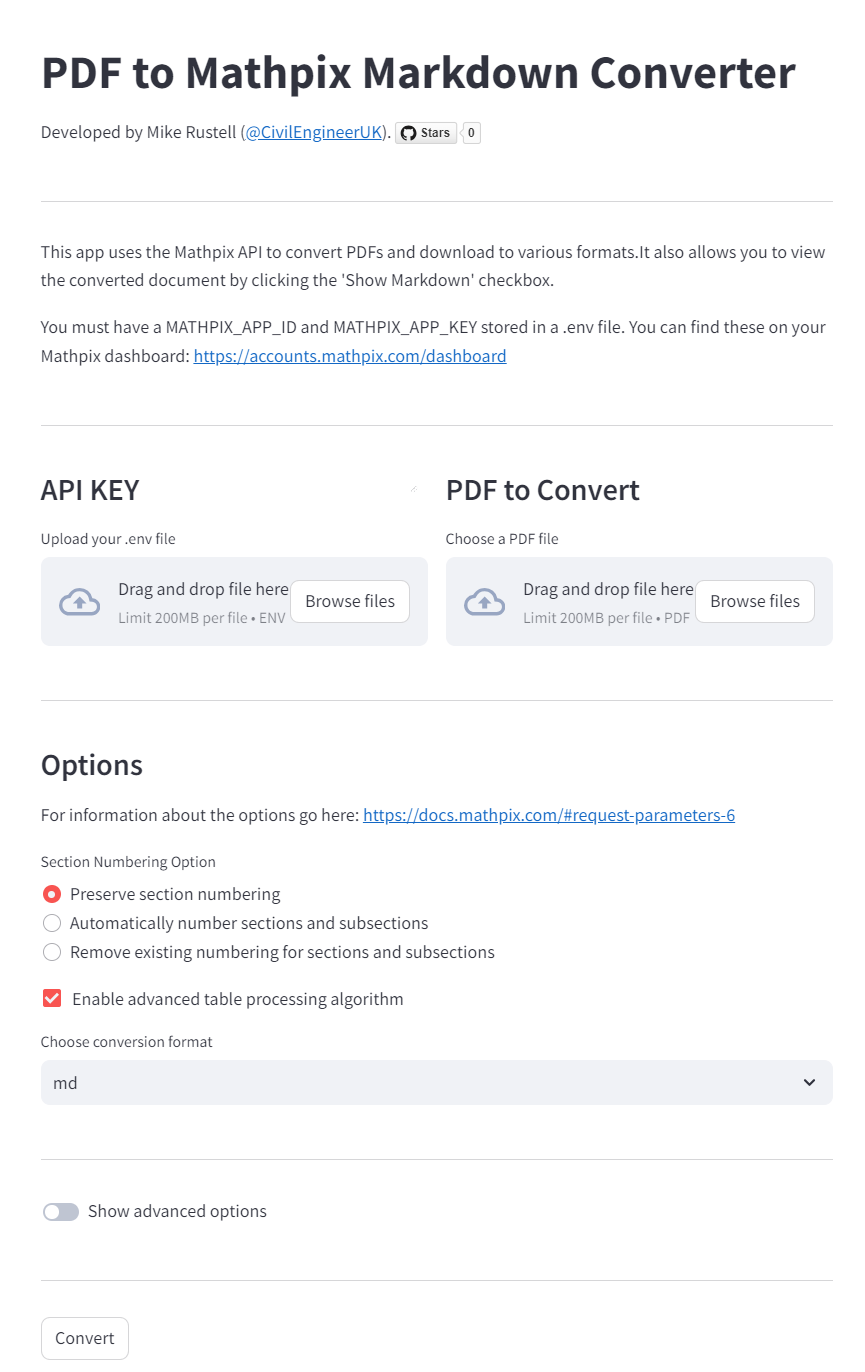 PDF to Mathpix Markdown Converter
Developed by Mike Rustell (@CivilEngineerUK). Stars 0
This app uses the Mathpix API to convert PDFs and download to various formats.It also allows you to view
the converted document by clicking the 'Show Markdown' checkbox.
You must have a MATHPIX_APP_ID and MATHPIX_APP_KEY stored in a .env file. You can find these on your
Mathpix dashboard: https://accounts.mathpix.com/dashboard
API KEY
Upload your .env file
Drag and drop file here
Limit 200MB per file • ENV
Browse files
PDF to Convert
Choose a PDF file
Drag and drop file here
Limit 200MB per file • PDF
Browse files
Options
For information about the options go here: https://docs.mathpix.com/#request-parameters-6
Section Numbering Option
Preserve section numbering
Automatically number sections and subsections
Remove existing numbering for sections and subsections
Enable advanced table processing algorithm
Choose conversion format
md
Show advanced options
Convert